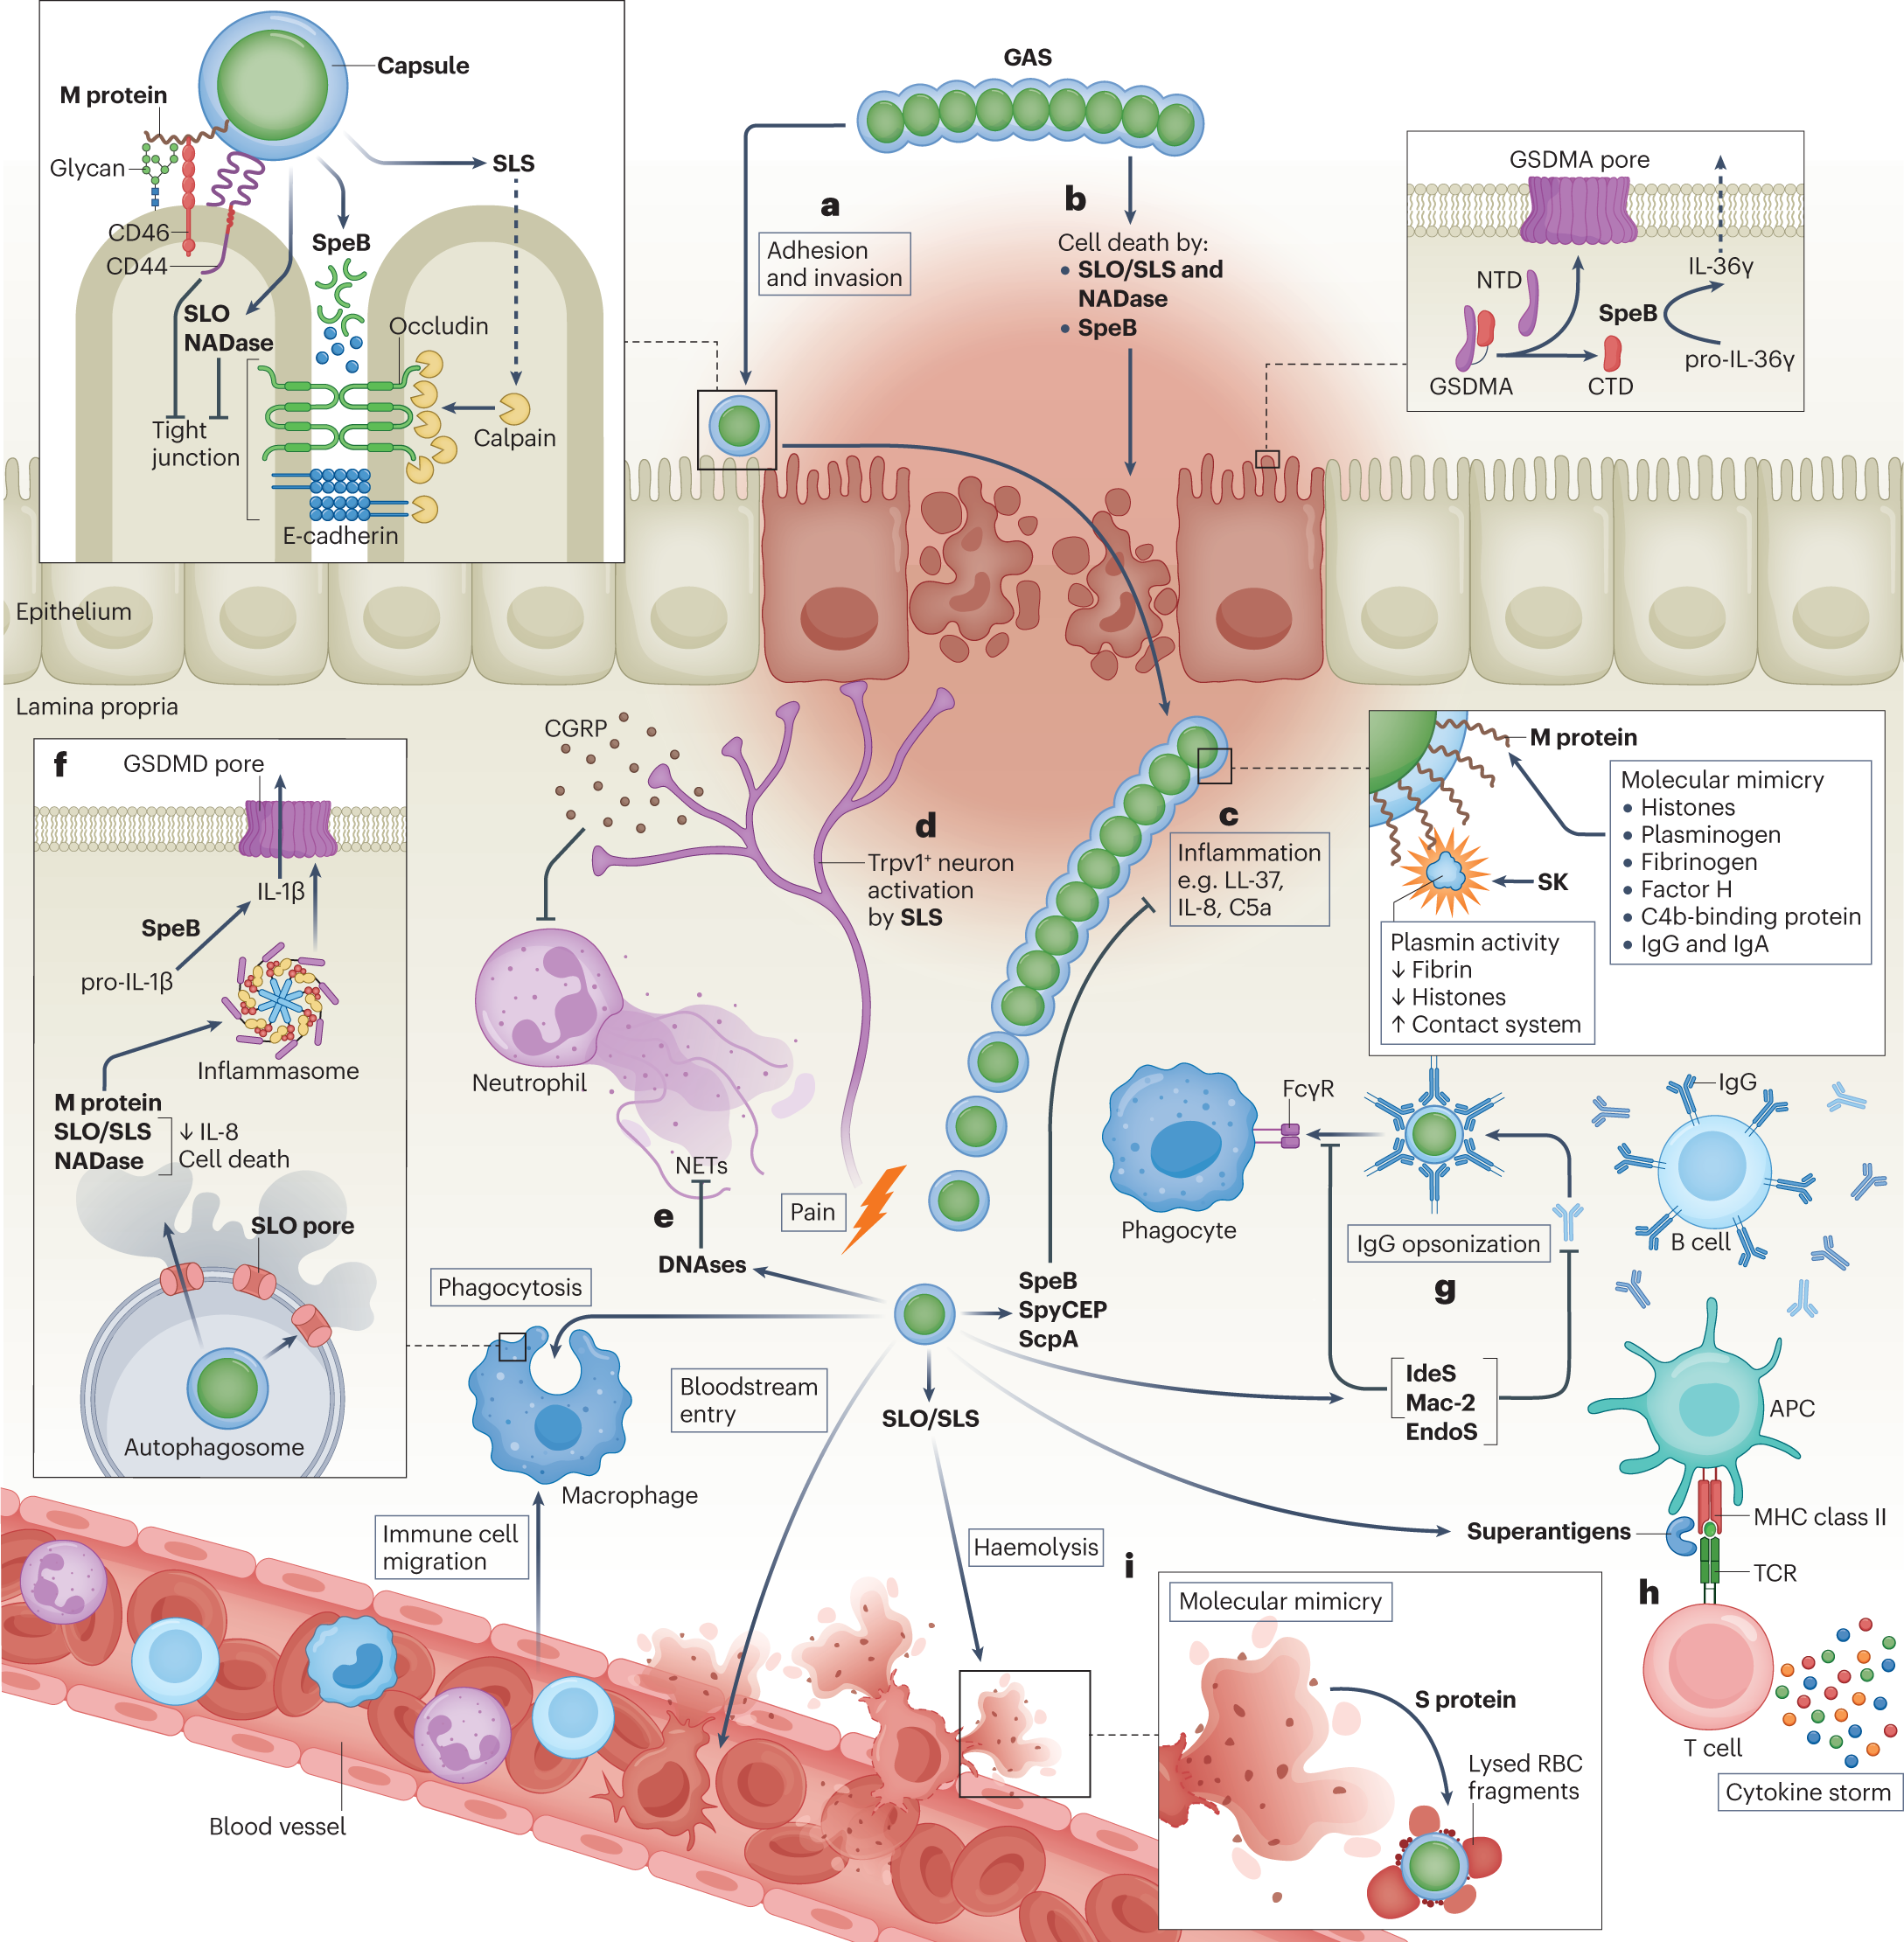 Capsule
M protein
Glycan
CD46
CD44
SLS
SpeB
SLO
NADase
Occludin
Tight
junction
Calpain
E-cadherin
GAS
a
Adhesion
and invasion
b
Cell death by:
• SLO/SLS and
NADase
• SpeB
GSDMA pore
NTD
IL-36γ
SpeB
pro-IL-36γ
GSDMA
CTD
Epithelium
Lamina propria
f
GSDMD pore
IL-1β
SpeB
pro-IL-1β
Inflammasome
M protein
SLO/SLS
NADase
↓ IL-8
Cell death
SLO pore
Autophagosome
CGRP
d
Trpv1⁺ neuron
activation
by SLS
Neutrophil
NETs
e
DNAses
Pain
c
Inflammation
e.g. LL-37,
IL-8, C5a
M protein
Molecular mimicry
• Histones
• Plasminogen
• Fibrinogen
• Factor H
• C4b-binding protein
• IgG and IgA
SK
Plasmin activity
↓ Fibrin
↓ Histones
↑ Contact system
FcγR
Phagocyte
IgG
B cell
IgG opsonization
g
Phagocytosis
SpeB
SpyCEP
ScpA
IdeS
Mac-2
EndoS
APC
Bloodstream
entry
SLO/SLS
Macrophage
Immune cell
migration
Haemolysis
Superantigens
MHC class II
TCR
h
T cell
Cytokine storm
i
Molecular mimicry
S protein
Lysed RBC
fragments
Blood vessel